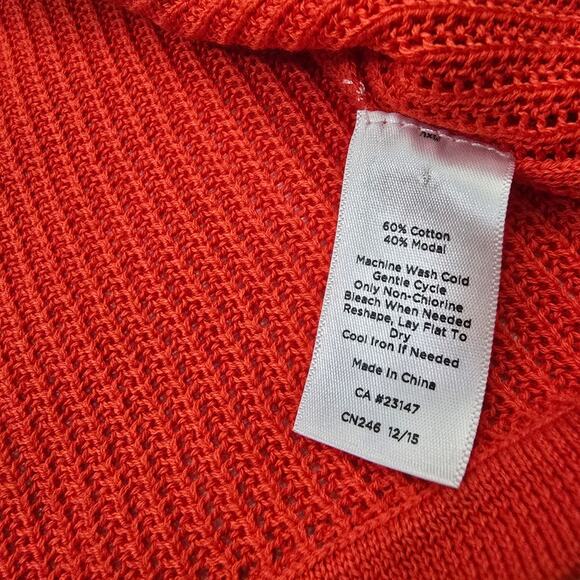 60% Cotton
40% Modal
Machine Wash Cold
Gentle Cycle
Only Non-Chlorine
Bleach When Needed
Reshape, Lay Flat To
Dry
Cool Iron If Needed
Made In China
CA #23147
CN246 12/15